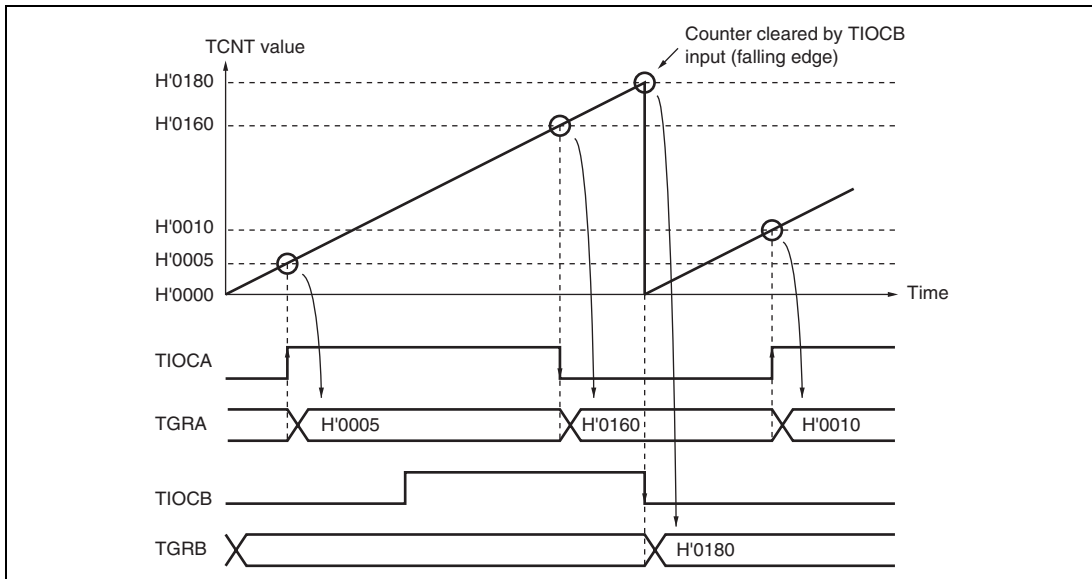 Counter cleared by TIOCB
input (falling edge)
TCNT value
H'0180
H'0160
H'0010
H'0005
H'0000
Time
TIOCA
TGRA
H'0005
H'0160
H'0010
TIOCB
TGRB
H'0180